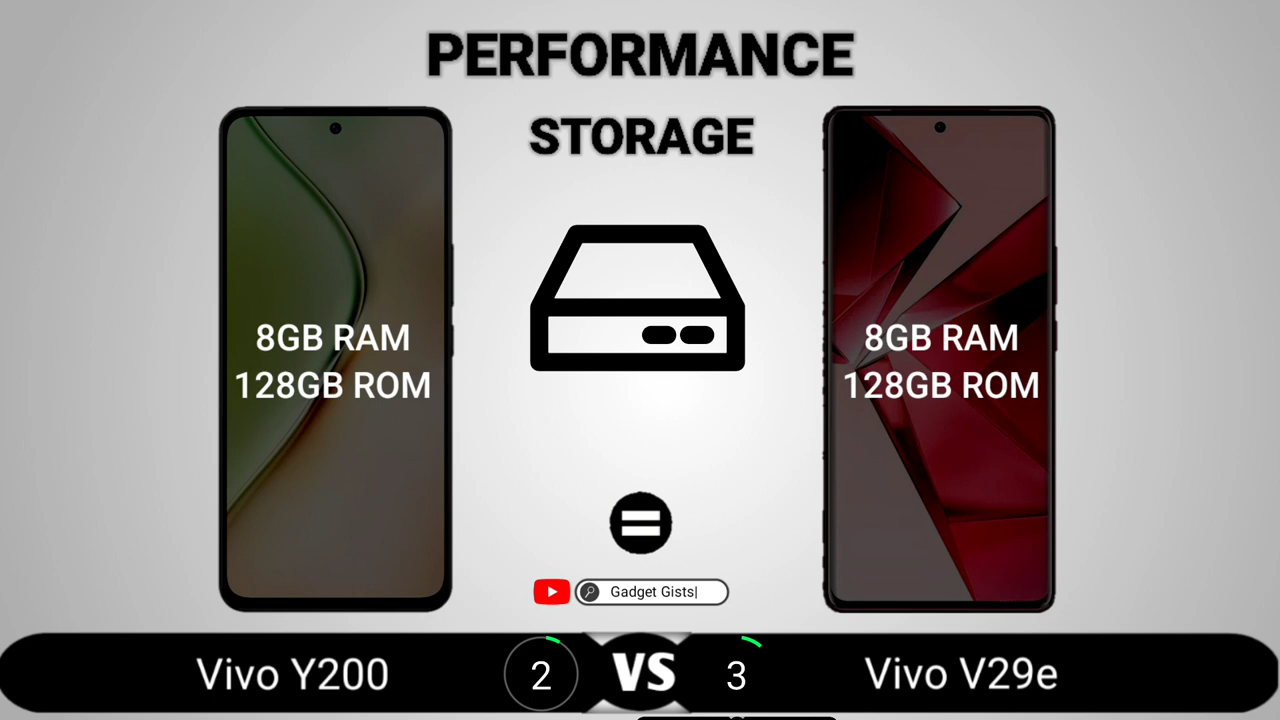 PERFORMANCE
STORAGE
8GB RAM
128GB ROM
8GB RAM
128GB ROM
Gadget Gists|
Vivo Y200
2
VS
3
Vivo V29e